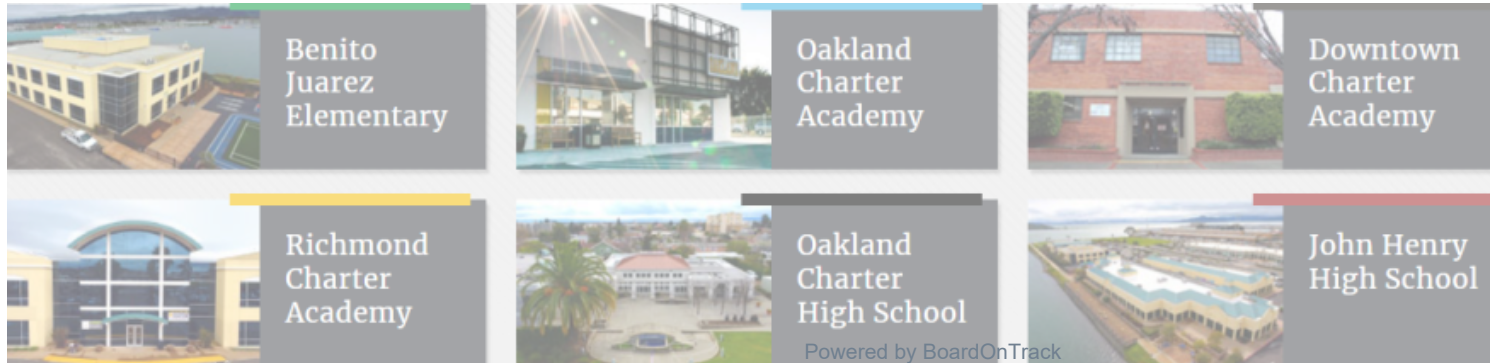 Benito
Juarez
Elementary
Oakland
Charter
Academy
Downtown
Charter
Academy
Richmond
Charter
Academy
Oakland
Charter
High School
John Henry
High School
Powered by BoardOnTrack